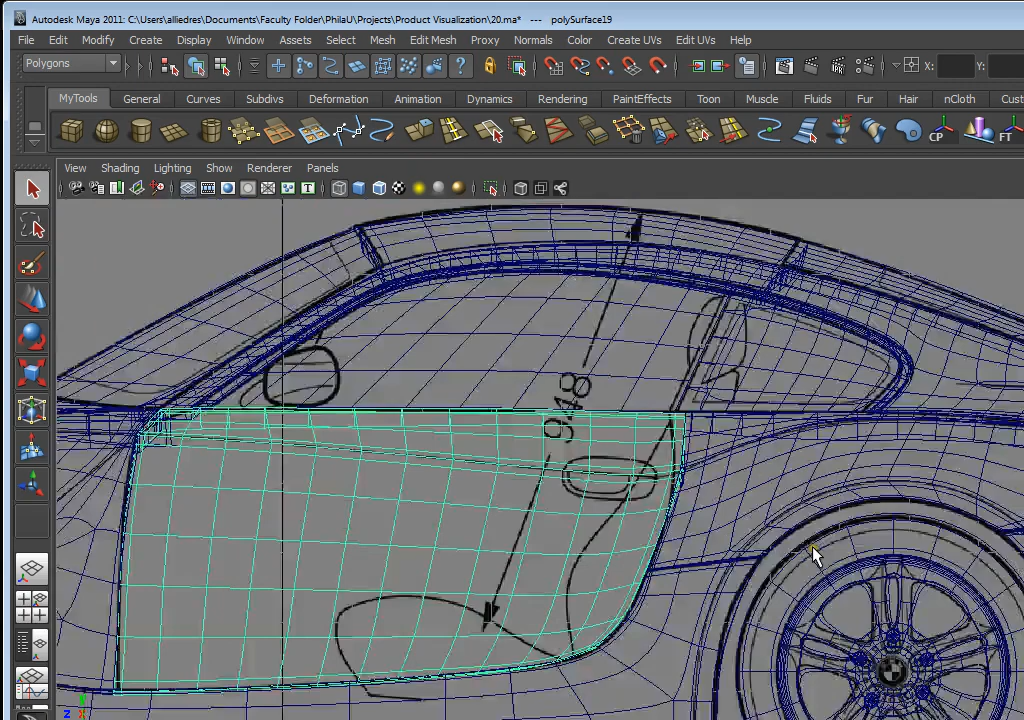 Autodesk Maya 2011: C:\Users\alliedres\Documents\Faculty Folder\PhilaU\Projects\Product Visualization\20.ma* --- polySurface19
File Edit Modify Create Display Window Assets Select Mesh Edit Mesh Proxy Normals Color Create UVs Edit UVs Help
Polygons X: Y:
MyTools General Curves Subdivs Deformation Animation Dynamics Rendering PaintEffects Toon Muscle Fluids Fur Hair nCloth Cust
CP FT
View Shading Lighting Show Renderer Panels
T
9.48
Z